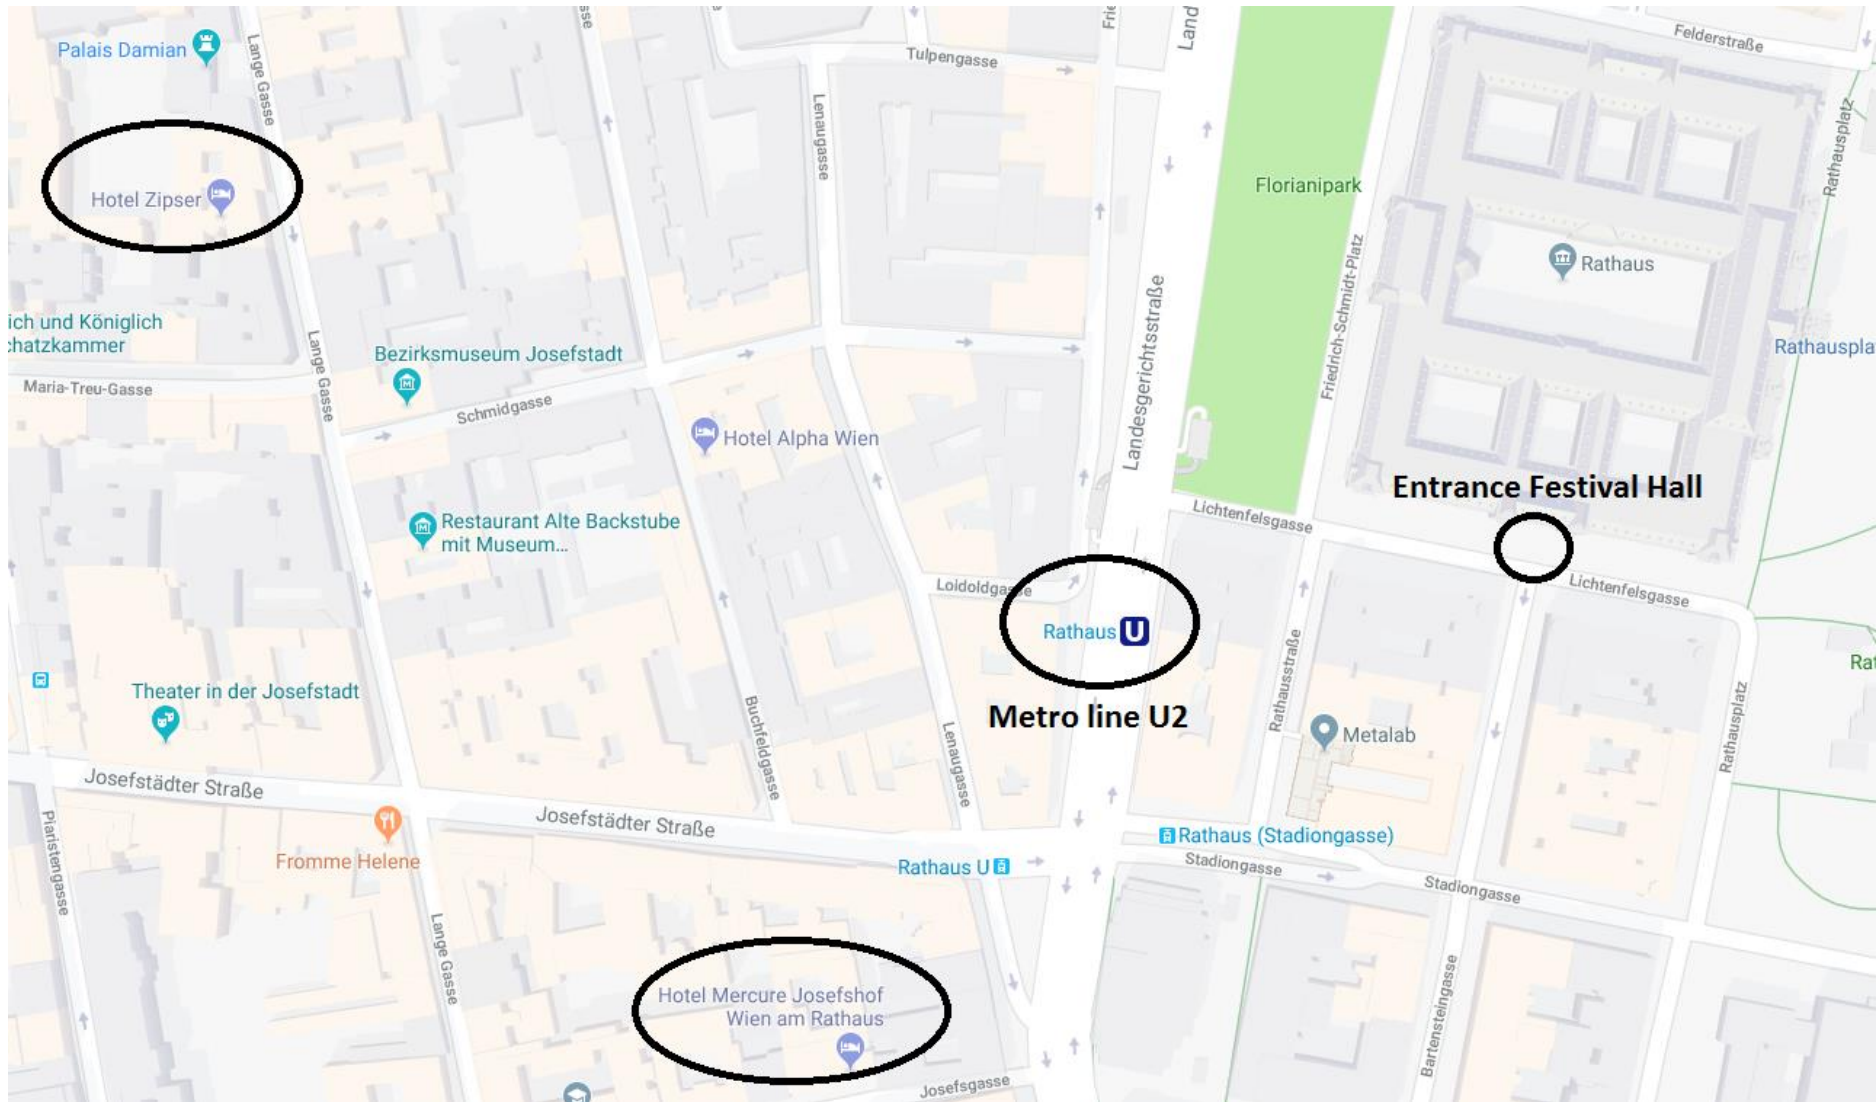 Palais Damian
Lange Gasse
sse
Tulpengasse
Frie
Land
Felderstraße
Rathausplatz
Lenaugasse
Hotel Zipser
Florianipark
Friedrich-Schmidt-Platz
Rathaus
ich und Königlich
chatzkammer
Maria-Treu-Gasse
Lange Gasse
Bezirksmuseum Josefstadt
Schmidgasse
Landesgerichtsstraße
Rathauspla
Hotel Alpha Wien
Entrance Festival Hall
Restaurant Alte Backstube
mit Museum...
Lichtenfelsgasse
Lichtenfelsgasse
Loidoldgasse
Rathaus U
Metro line U2
Rathausstraße
Rat
Theater in der Josefstadt
Buchfeldgasse
Lenaugasse
Metalab
Rathausplatz
Josefstädter Straße
Josefstädter Straße
Piaristengasse
Fromme Helene
Rathaus U
Rathaus (Stadiongasse)
Stadiongasse
Stadiongasse
Lange Gasse
Hotel Mercure Josefshof
Wien am Rathaus
Josefsgasse
Bartensteingasse